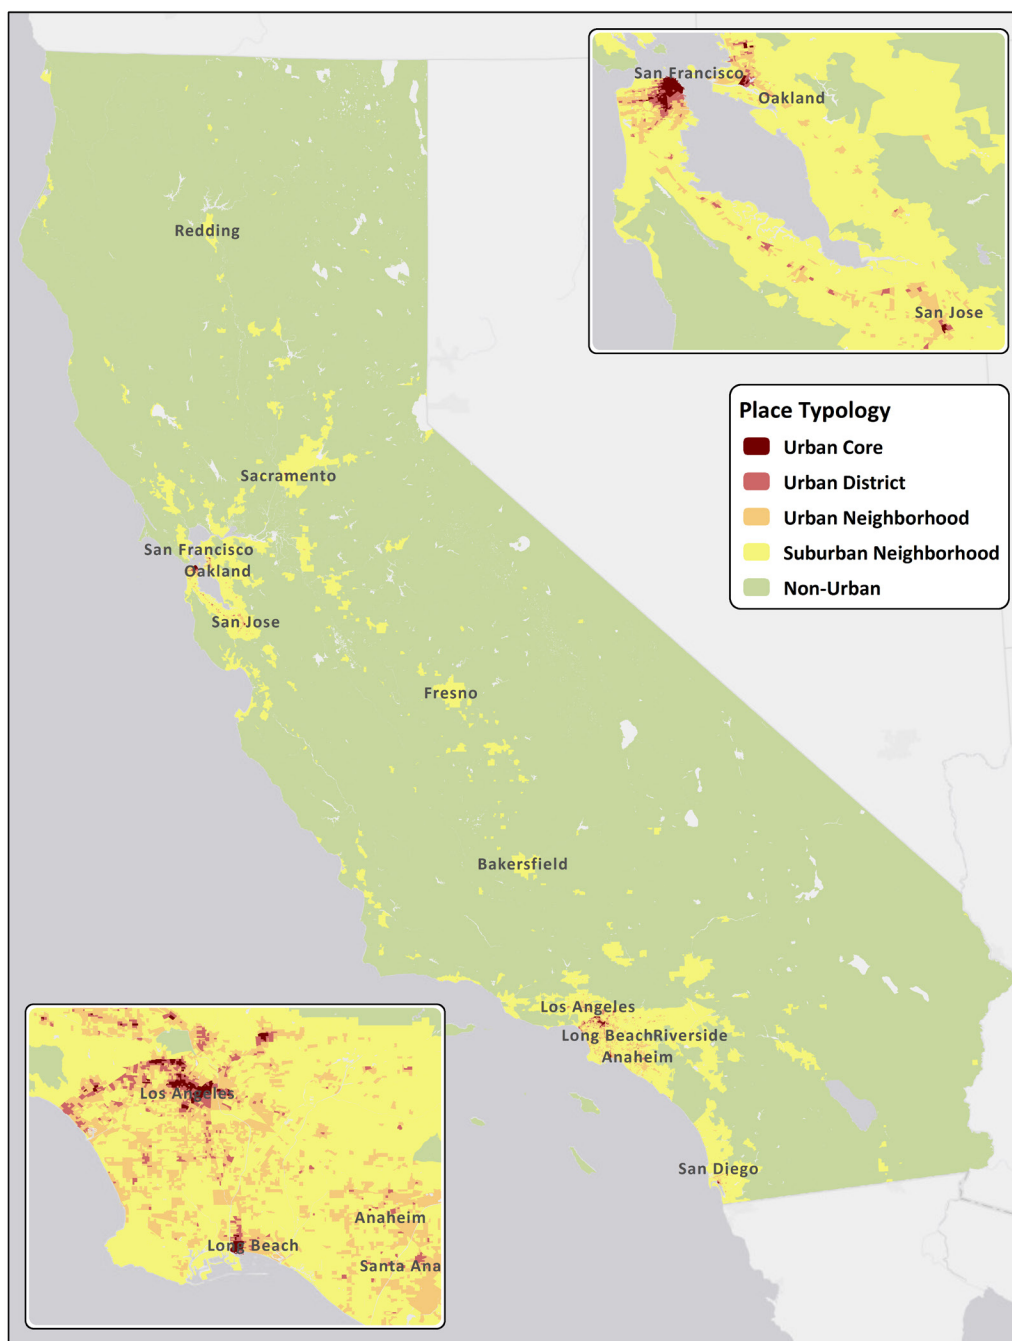 San Francisco
Oakland
San Jose
Redding
Place Typology
Urban Core
Urban District
Urban Neighborhood
Suburban Neighborhood
Non-Urban
Sacramento
San Francisco
Oakland
San Jose
Fresno
Bakersfield
Los Angeles
Long Beach Riverside
Anaheim
San Diego
Los Angeles
Anaheim
Long Beach
Santa Ana